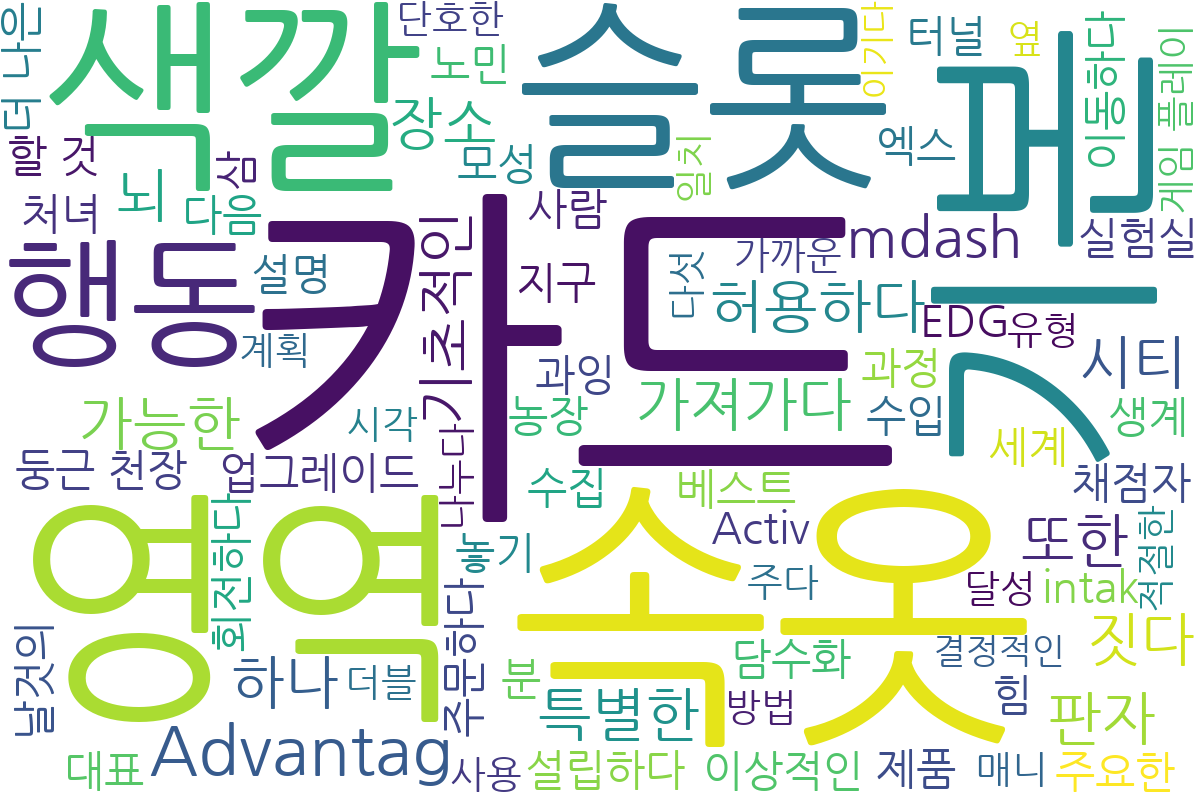 더 나은
색깔
단호한
노민
장소
슬롯
이기다
터널
옆
기본
이동하다
게임 플레이
할 것
삼
모성
일치
엑스
처녀
뇌
다음
사람
행동
설명
계획
카드
기초적인
지구
다섯
가까운
mdash
실험실
허용하다
EDG
유형
시티
과잉
과정
가능한
시각
농장
가져가다
수입
세계
생계
둥근 천장
업그레이드
나누다
수집
베스트
채점자
영역
회전하다
놓기
속옷
Activ
또한
적절한
주다
달성
intak
날것의
하나
더블
주문하다
분
담수화
결정적인
짓다
특별한
방법
힘
판자
대표
Advantag
사용
설립하다
이상적인
제품
매니
주요한